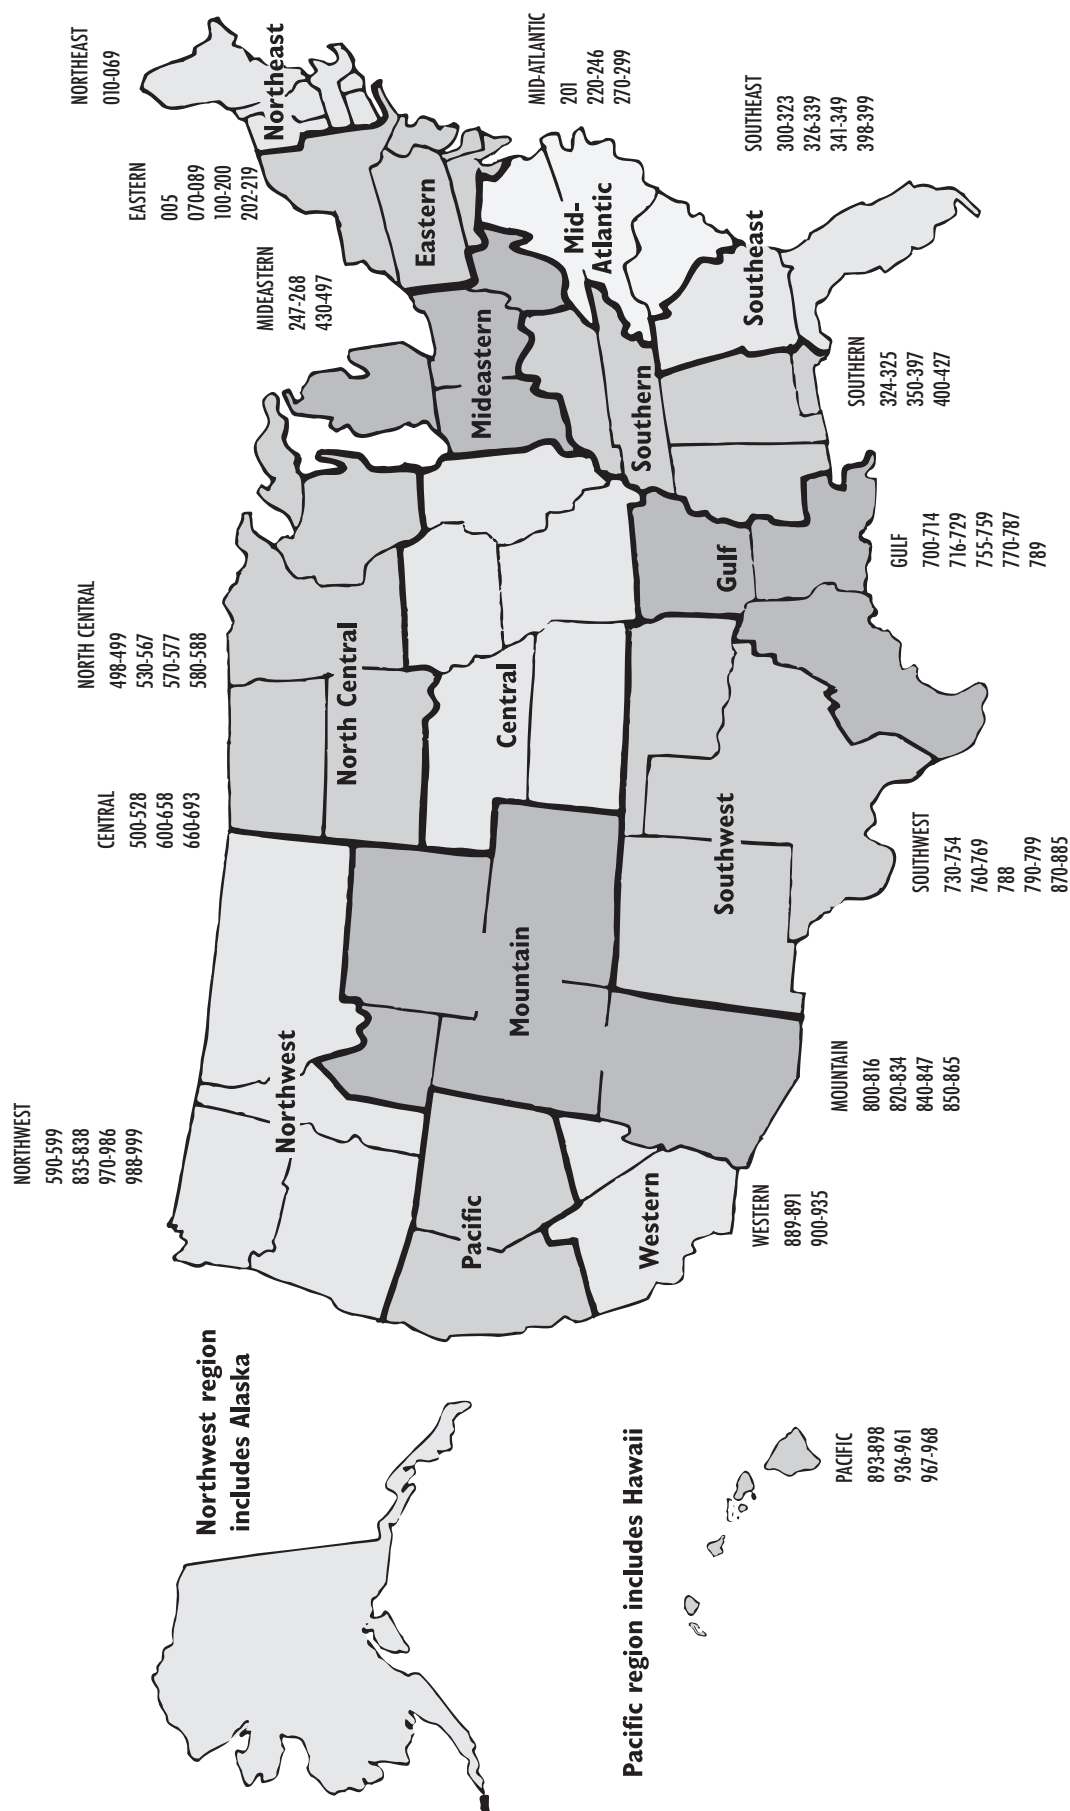 NORTHWEST
590-599
835-838
970-986
988-999
CENTRAL
500-528
600-658
660-693
NORTH CENTRAL
498-499
530-567
570-577
580-588
MIDEASTERN
247-268
430-497
EASTERN
005
070-089
100-200
202-219
NORTHEAST
010-069
Northwest region
includes Alaska
Northwest
North Central
Northeast
Eastern
Mideastern
Central
Mountain
Pacific
Mid-
Atlantic
MID-ATLANTIC
201
220-246
270-299
Western
Southwest
Gulf
Southern
Southeast
SOUTHEAST
300-323
326-339
341-349
398-399
Pacific region includes Hawaii
PACIFIC
893-898
936-961
967-968
WESTERN
889-891
900-935
MOUNTAIN
800-816
820-834
840-847
850-865
SOUTHWEST
730-754
760-769
788
790-799
870-885
GULF
700-714
716-729
755-759
770-787
789
SOUTHERN
324-325
350-397
400-427